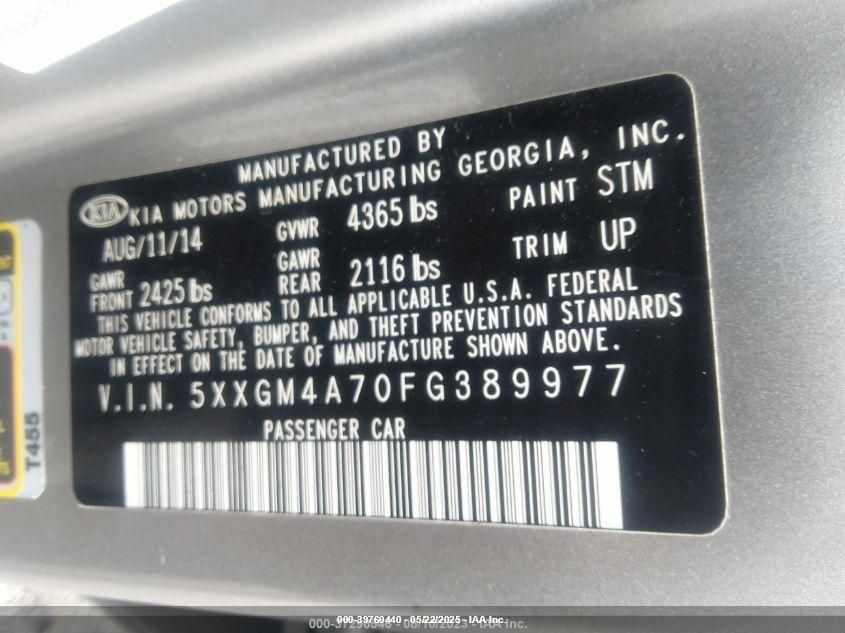 MANUFACTURED BY
KIA KIA MOTORS MANUFACTURING GEORGIA, INC.
AUG/11/14 GVWR 4365 lbs PAINT STM
GAWR FRONT 2425 lbs GAWR REAR 2116 lbs TRIM UP
THIS VEHICLE CONFORMS TO ALL APPLICABLE U.S.A. FEDERAL
MOTOR VEHICLE SAFETY, BUMPER, AND THEFT PREVENTION STANDARDS
IN EFFECT ON THE DATE OF MANUFACTURE SHOWN ABOVE.
V.I.N. 5XXGM4A70FG389977
PASSENGER CAR
T455
000-39760440 - 05/22/2025 - IAA Inc.